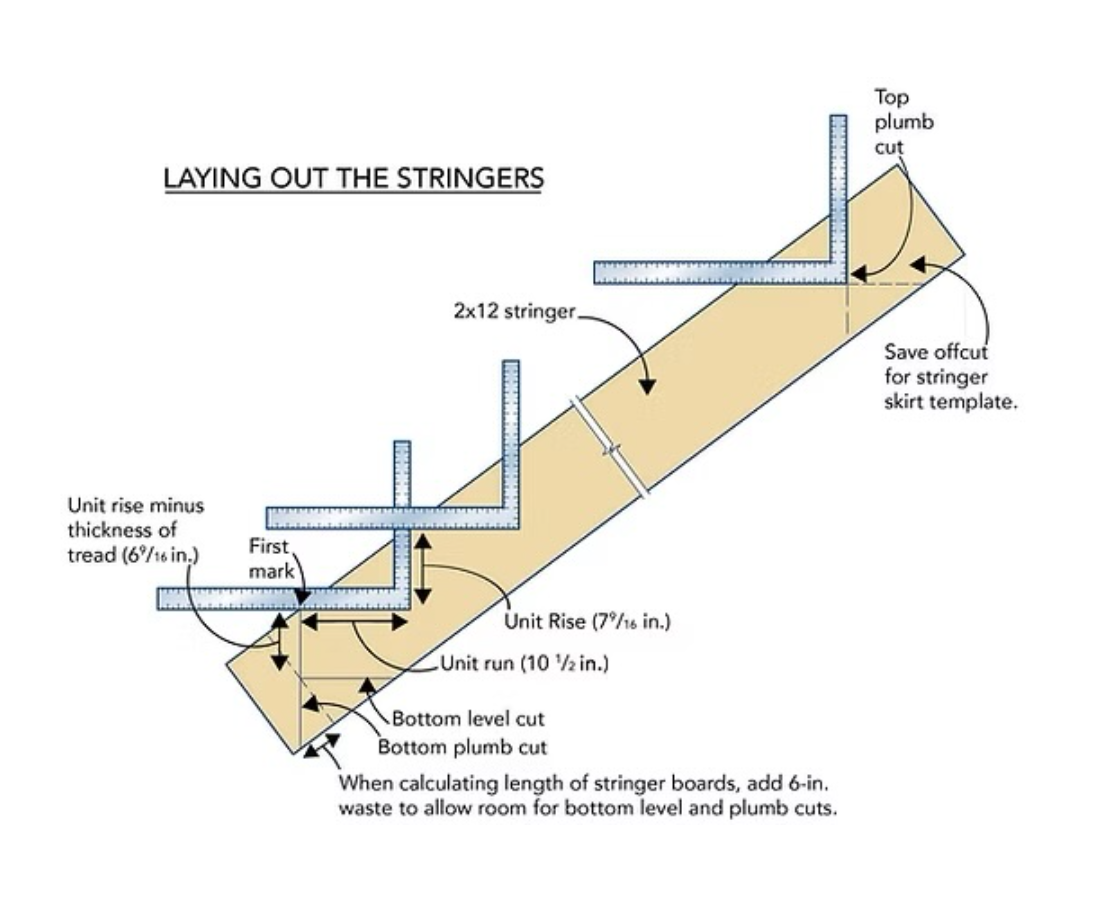 Top
plumb
cut
LAYING OUT THE STRINGERS
2x12 stringer
Save offcut
for stringer
skirt template.
Unit rise minus
thickness of
tread (6 9/16 in.)
First
mark
Unit Rise (7 9/16 in.)
Unit run (10 1/2 in.)
Bottom level cut
Bottom plumb cut
When calculating length of stringer boards, add 6-in.
waste to allow room for bottom level and plumb cuts.